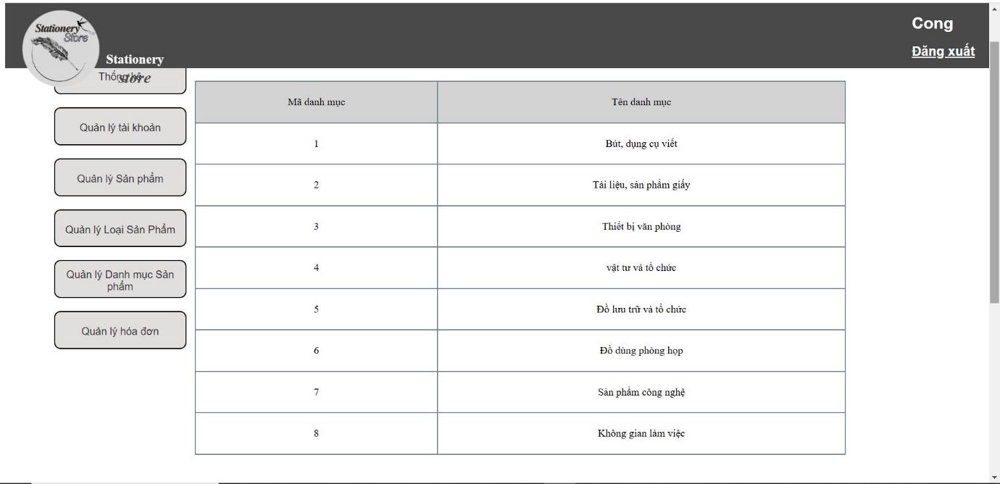 Stationery
Store
Stationery
store
Cong
Đăng xuất
Thống kê
Quản lý tài khoản
Quản lý Sản phẩm
Quản lý Loại Sản Phẩm
Quản lý Danh mục Sản
phẩm
Quản lý hóa đơn
Mã danh mục Tên danh mục
1 Bút, dụng cụ viết
2 Tài liệu, sản phẩm giấy
3 Thiết bị văn phòng
4 vật tư và tổ chức
5 Đồ lưu trữ và tổ chức
6 Đồ dùng phòng họp
7 Sản phẩm công nghệ
8 Không gian làm việc